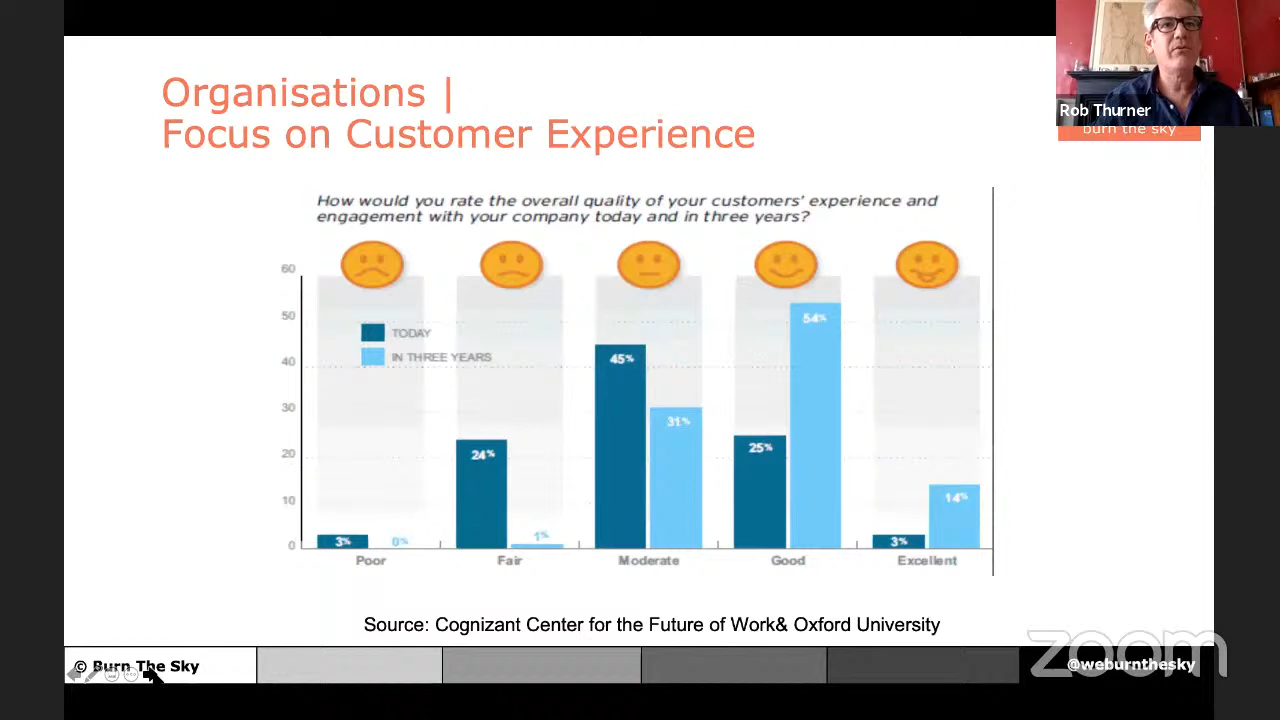 Organisations |
Focus on Customer Experience
Rob Thurner
burn the sky
How would you rate the overall quality of your customers' experience and
engagement with your company today and in three years?
60
50
40
30
20
10
0
TODAY
IN THREE YEARS
3%
0%
24%
1%
45%
31%
25%
54%
3%
14%
Poor
Fair
Moderate
Good
Excellent
Source: Cognizant Center for the Future of Work& Oxford University
© Burn The Sky
@weburnthesky
zoom